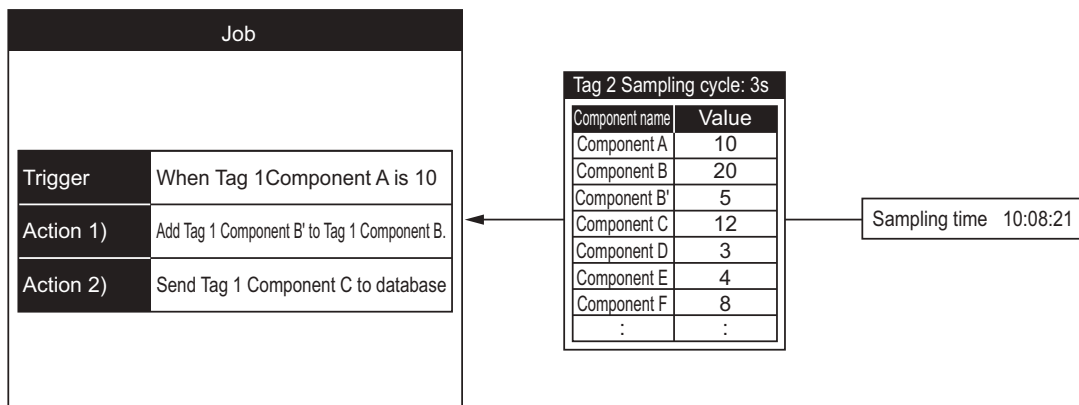 Job
Trigger When Tag 1Component A is 10
Action 1) Add Tag 1 Component B' to Tag 1 Component B.
Action 2) Send Tag 1 Component C to database
Tag 2 Sampling cycle: 3s
Component name Value
Component A 10
Component B 20
Component B' 5
Component C 12
Component D 3
Component E 4
Component F 8
: :
Sampling time 10:08:21